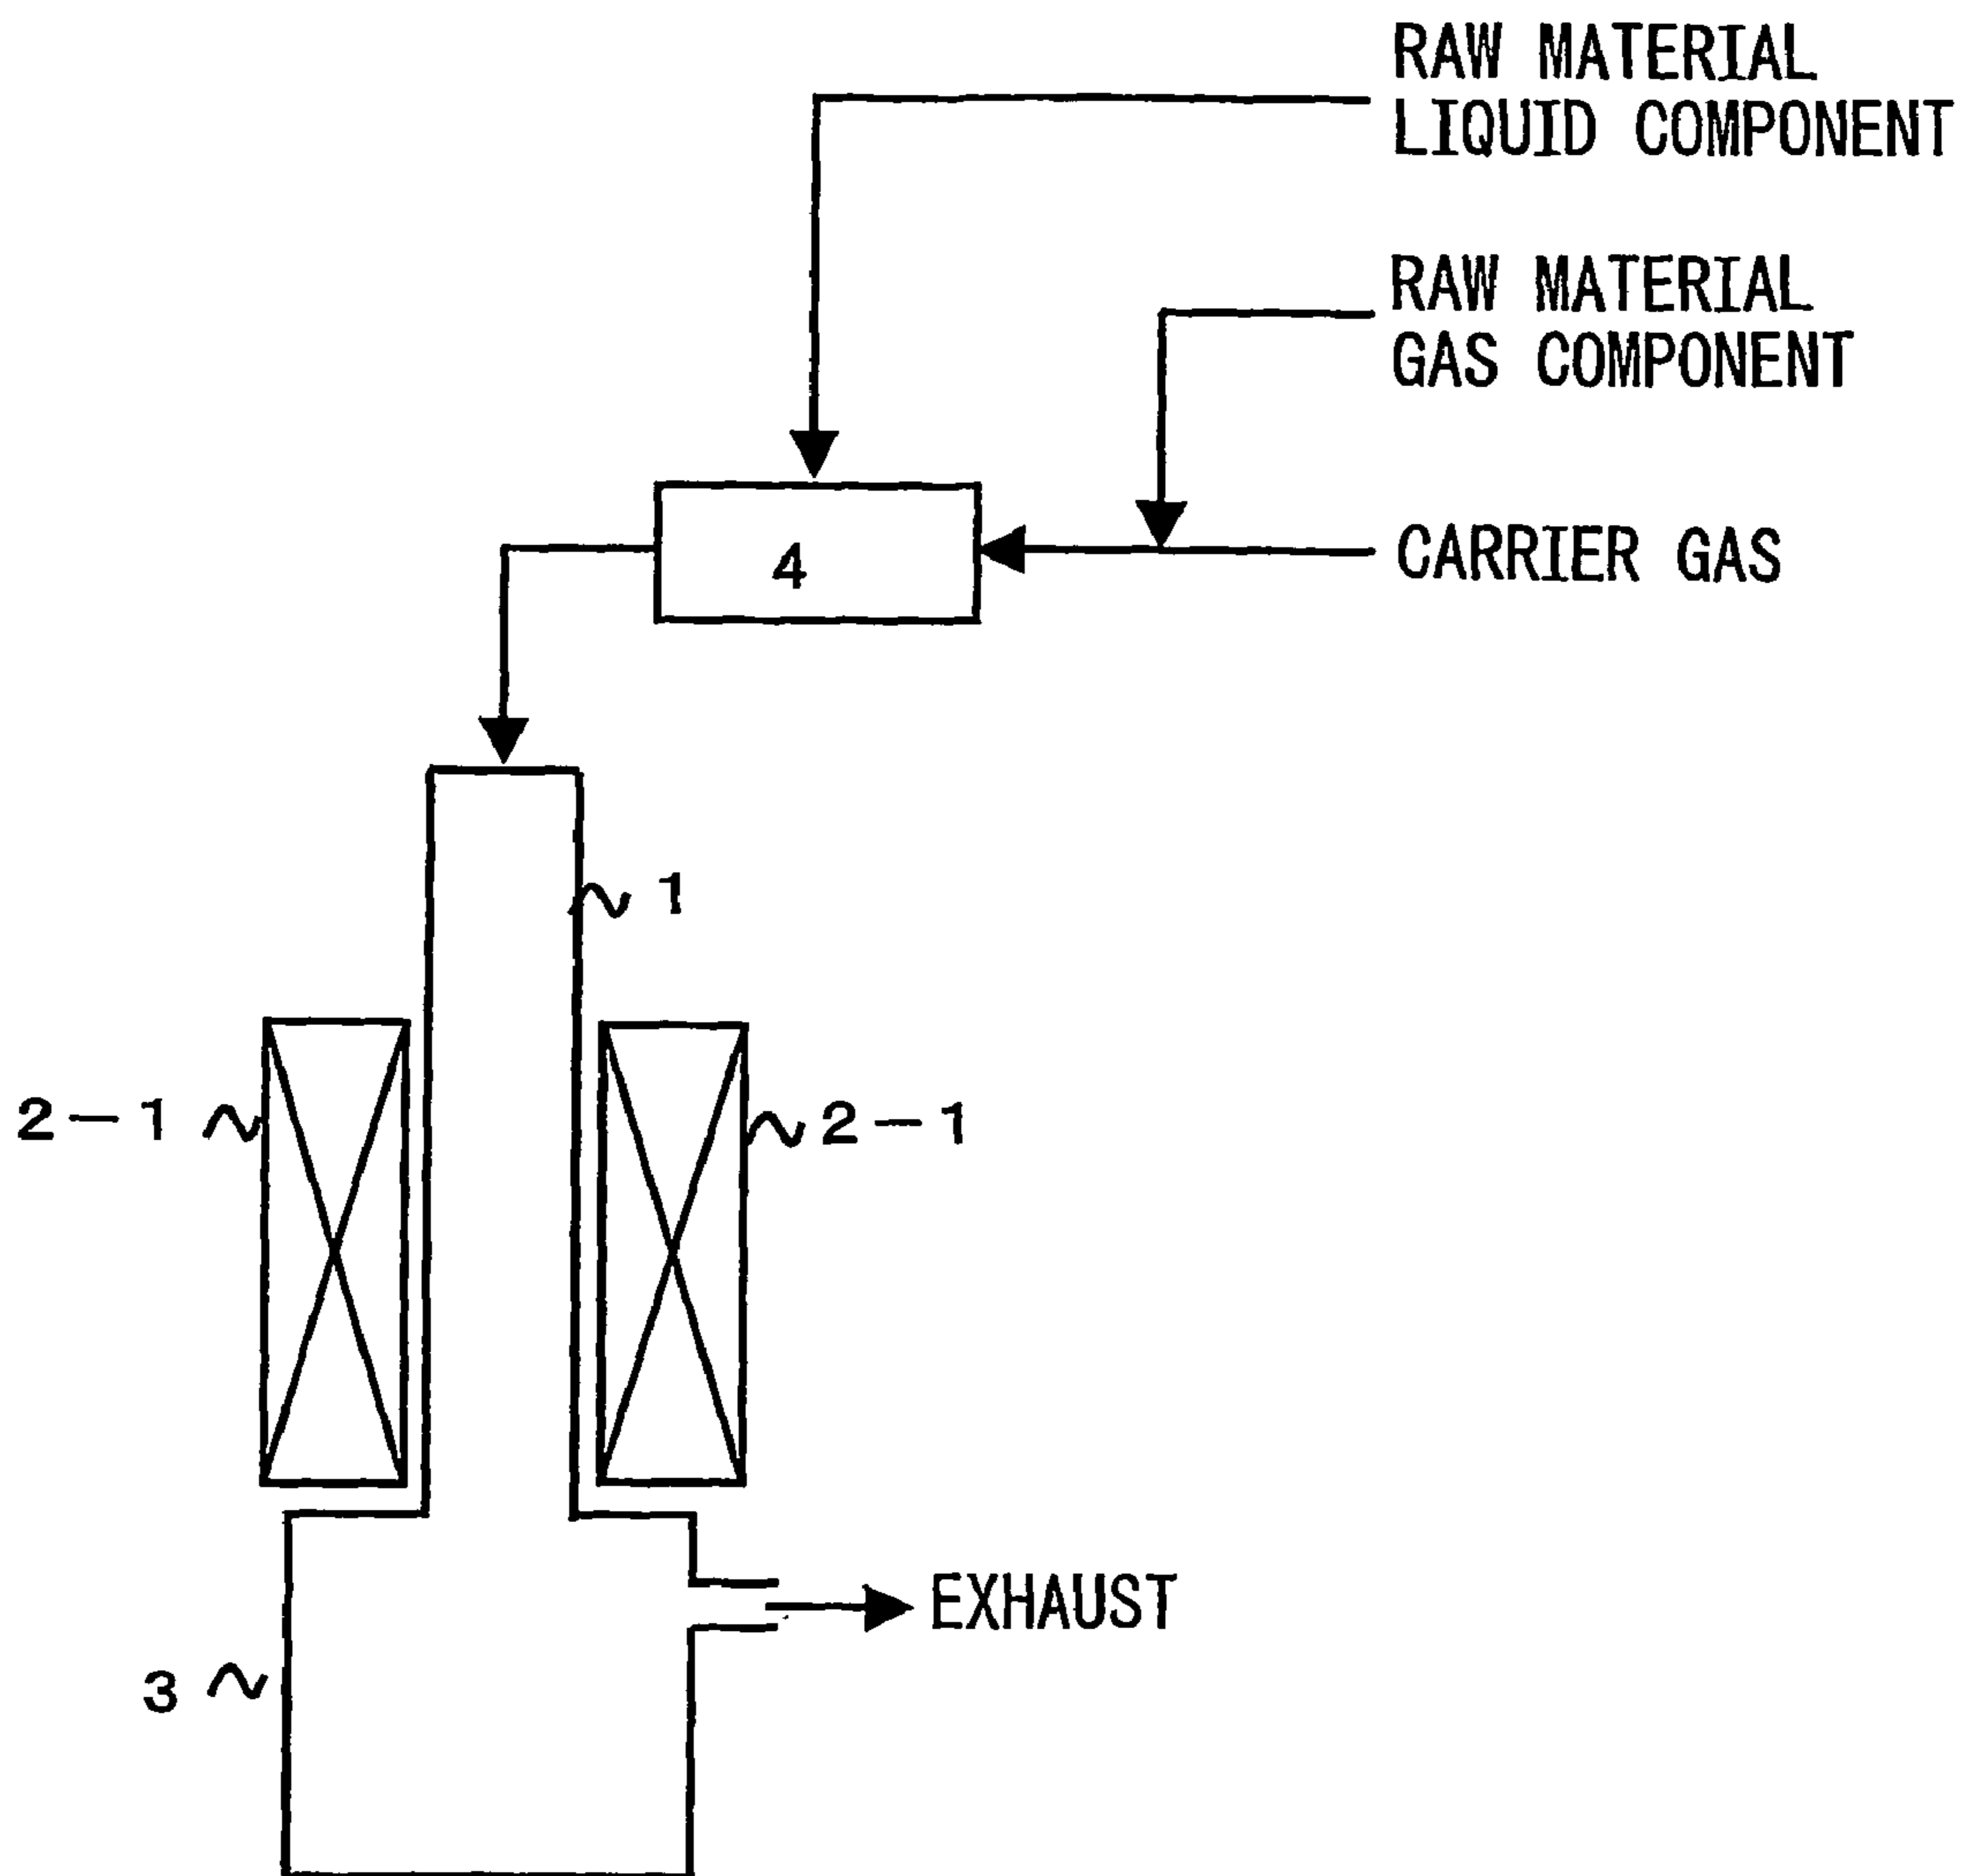 RAW MATERIAL
LIQUID COMPONENT
RAW MATERIAL
GAS COMPONENT
CARRIER GAS
4
1
2-1
2-1
EXHAUST
3